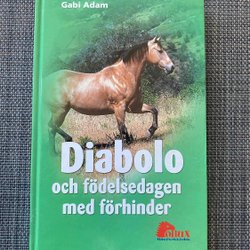 Gabi Adam
Diabolo
och födelsedagen
med förhinder